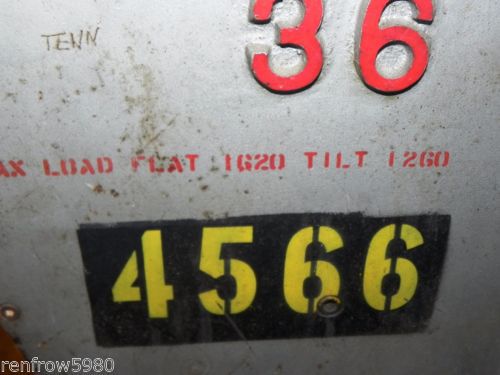 36
TENN
AX LOAD FLAT 1620 TILT 1260
4566
renfrow5980